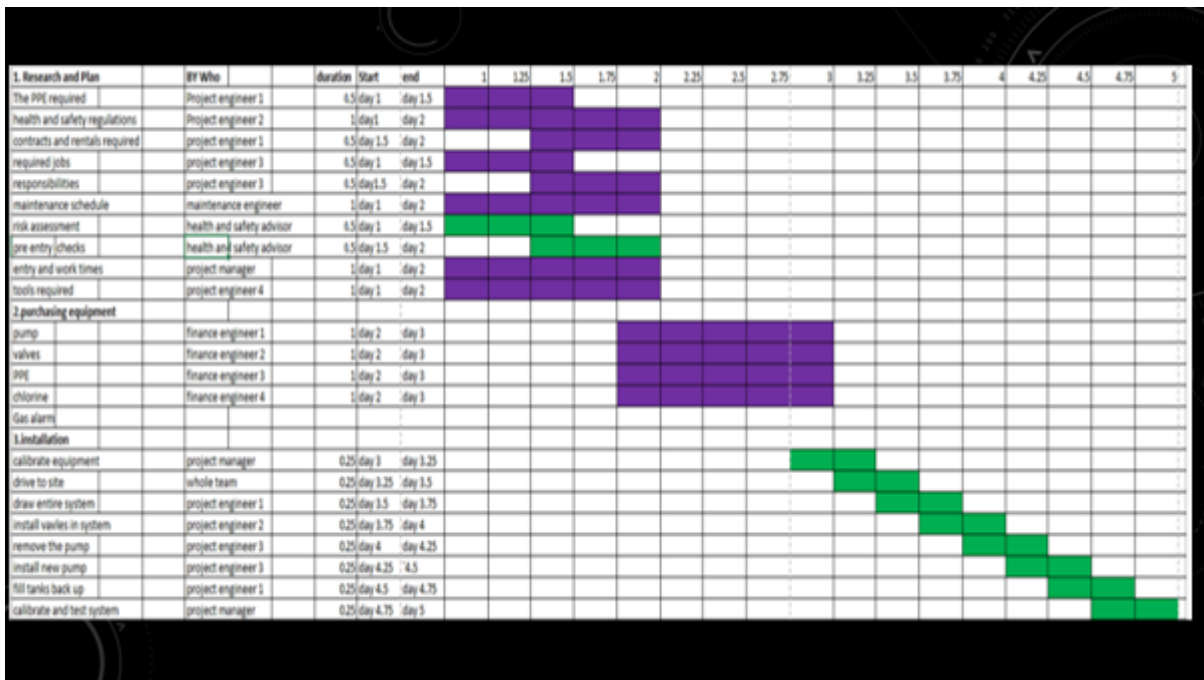 1. Research and Plan BY Who duration Start end 1 1.25 1.5 1.75 2 2.25 2.5 2.75 3 3.25 3.5 3.75 4 4.25 4.5 4.75 5
The PPE required Project engineer 1 0.5 day 1 day 1.5
health and safety regulations Project engineer 2 1 day1 day 2
contracts and rentals required project engineer 1 0.5 day 1.5 day 2
required jobs project engineer 3 0.5 day 1 day 1.5
responsibilities project engineer 3 0.5 day1.5 day 2
maintenance schedule maintenance engineer 1 day 1 day 2
risk assessment health and safety advisor 0.5 day 1 day 1.5
pre entry checks health and safety advisor 0.5 day 1.5 day 2
entry and work times project manager 1 day 1 day 2
tools required project engineer 4 1 day 1 day 2
2.purchasing equipment
pump finance engineer 1 1 day 2 day 3
valves finance engineer 2 1 day 2 day 3
PPE finance engineer 3 1 day 2 day 3
chlorine finance engineer 4 1 day 2 day 3
Gas alarm
3.installation
calibrate equipment project manager 0.25 day 3 day 3.25
drive to site whole team 0.25 day 3.25 day 3.5
draw entire system project engineer 1 0.25 day 3.5 day 3.75
install vavles in system project engineer 2 0.25 day 3.75 day 4
remove the pump project engineer 3 0.25 day 4 day 4.25
install new pump project engineer 3 0.25 day 4.25 4.5
fill tanks back up project engineer 1 0.25 day 4.5 day 4.75
calibrate and test system project manager 0.25 day 4.75 day 5